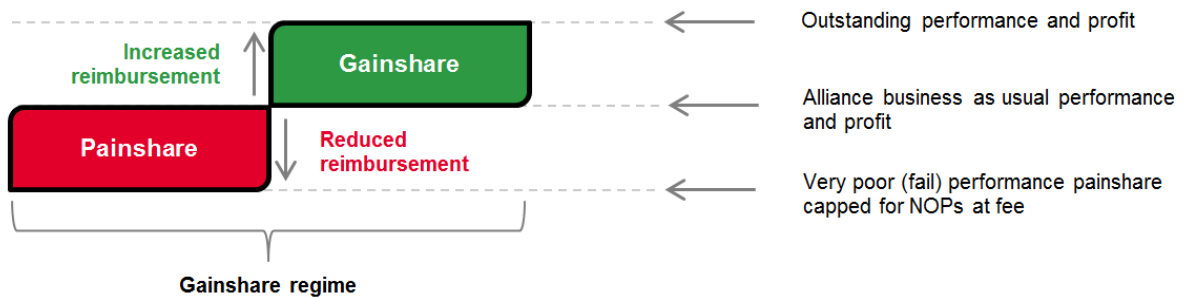 Outstanding performance and profit
Increased
reimbursement
Gainshare
Alliance business as usual performance
and profit
Painshare
Reduced
reimbursement
Very poor (fail) performance painshare
capped for NOPs at fee
Gainshare regime